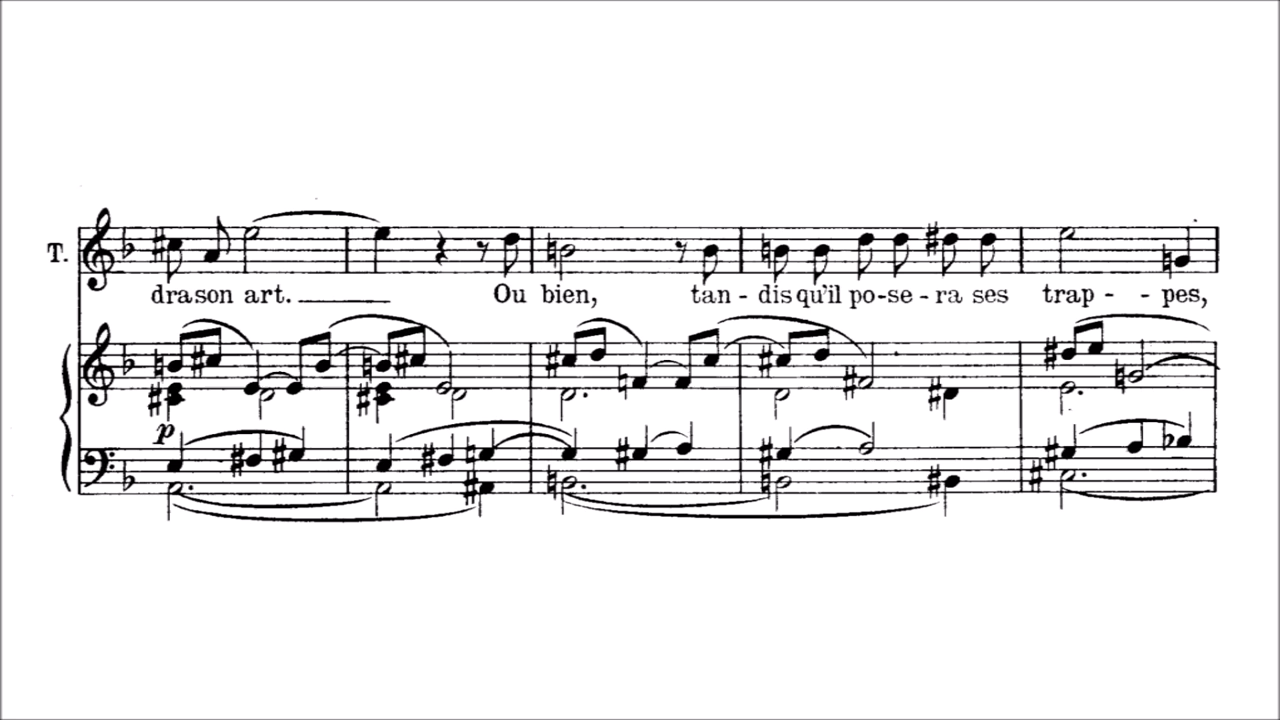 T.
dra son art.
Ou bien, tan - dis qu'il po - se - ra ses trap - - pes,
p